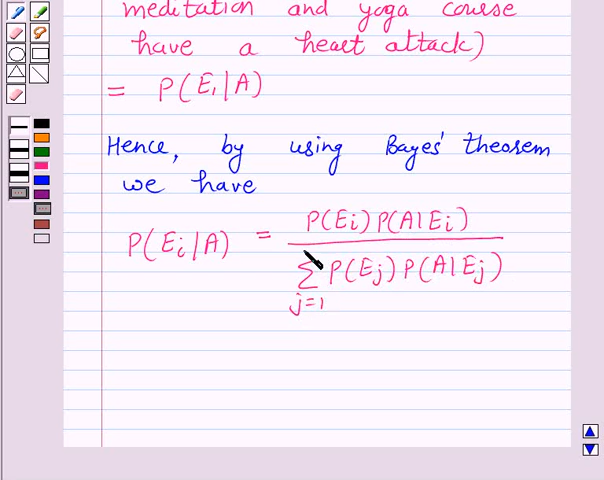 meditation and yoga course
have a heart attack)
= P(E₁|A)
Hence, by using Bayes' theorem
we have
P(Eᵢ|A) = P(Eᵢ)P(A|Eᵢ) / ∑ⱼ₌₁ P(Eⱼ)P(A|Eⱼ)